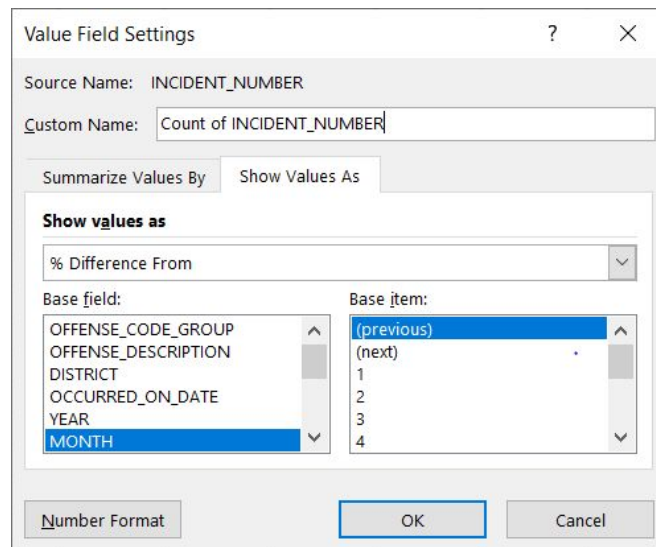 Value Field Settings ? ×
Source Name: INCIDENT_NUMBER
Custom Name: Count of INCIDENT_NUMBER
Summarize Values By Show Values As
Show values as
% Difference From
Base field: Base item:
OFFENSE_CODE_GROUP (previous)
OFFENSE_DESCRIPTION (next)
DISTRICT 1
OCCURRED_ON_DATE 2
YEAR 3
MONTH 4
Number Format OK Cancel